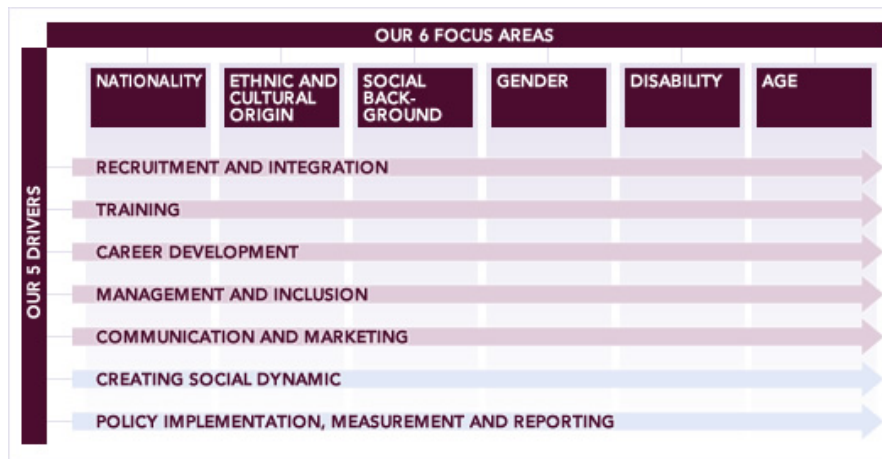 OUR 6 FOCUS AREAS
OUR 5 DRIVERS
NATIONALITY
ETHNIC AND
CULTURAL
ORIGIN
SOCIAL
BACK-
GROUND
GENDER
DISABILITY
AGE
RECRUITMENT AND INTEGRATION
TRAINING
CAREER DEVELOPMENT
MANAGEMENT AND INCLUSION
COMMUNICATION AND MARKETING
CREATING SOCIAL DYNAMIC
POLICY IMPLEMENTATION, MEASUREMENT AND REPORTING